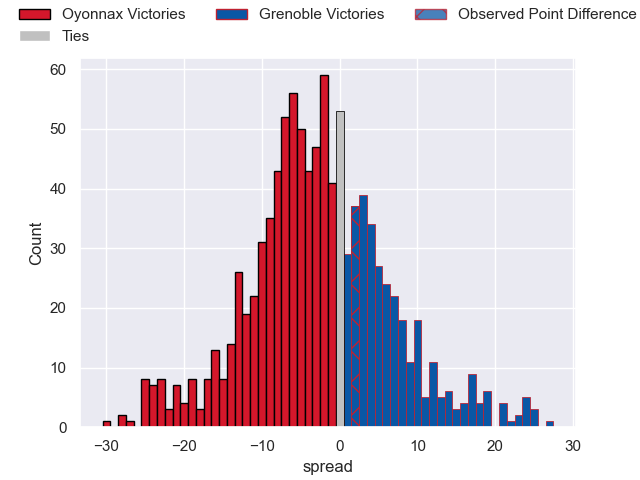 Oyonnax Victories Grenoble Victories Observed Point Difference
Ties
60
50
40
30
20
10
0
Count
−30 −20 −10 0 10 20 30
spread